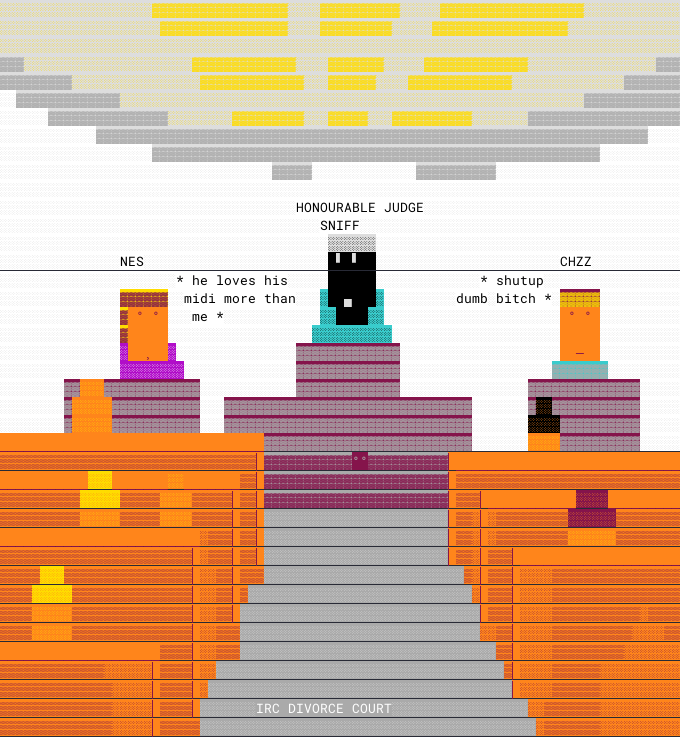 HONOURABLE JUDGE
SNIFF
NES
CHZZ
* he loves his
midi more than
me *
* shutup
dumb bitch *
IRC DIVORCE COURT